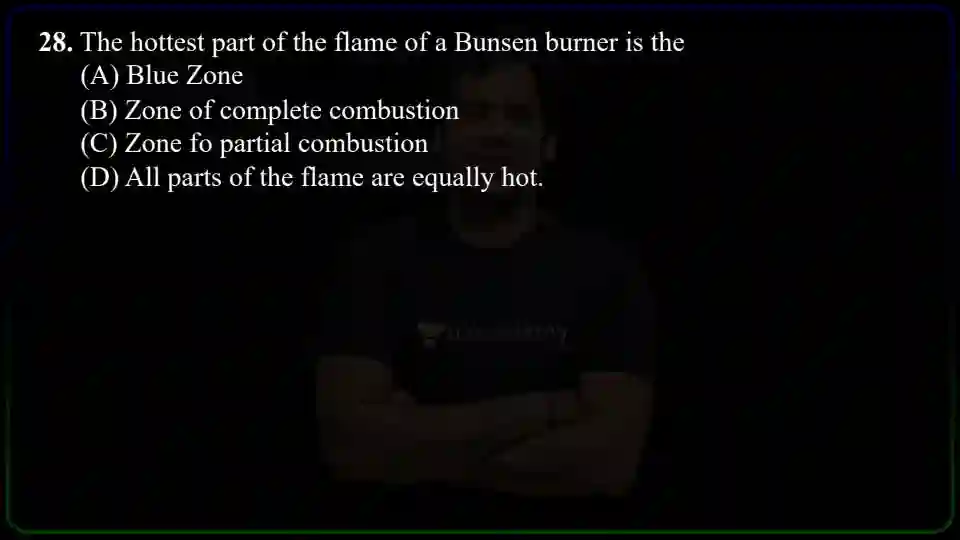 28. The hottest part of the flame of a Bunsen burner is the
(A) Blue Zone
(B) Zone of complete combustion
(C) Zone fo partial combustion
(D) All parts of the flame are equally hot.